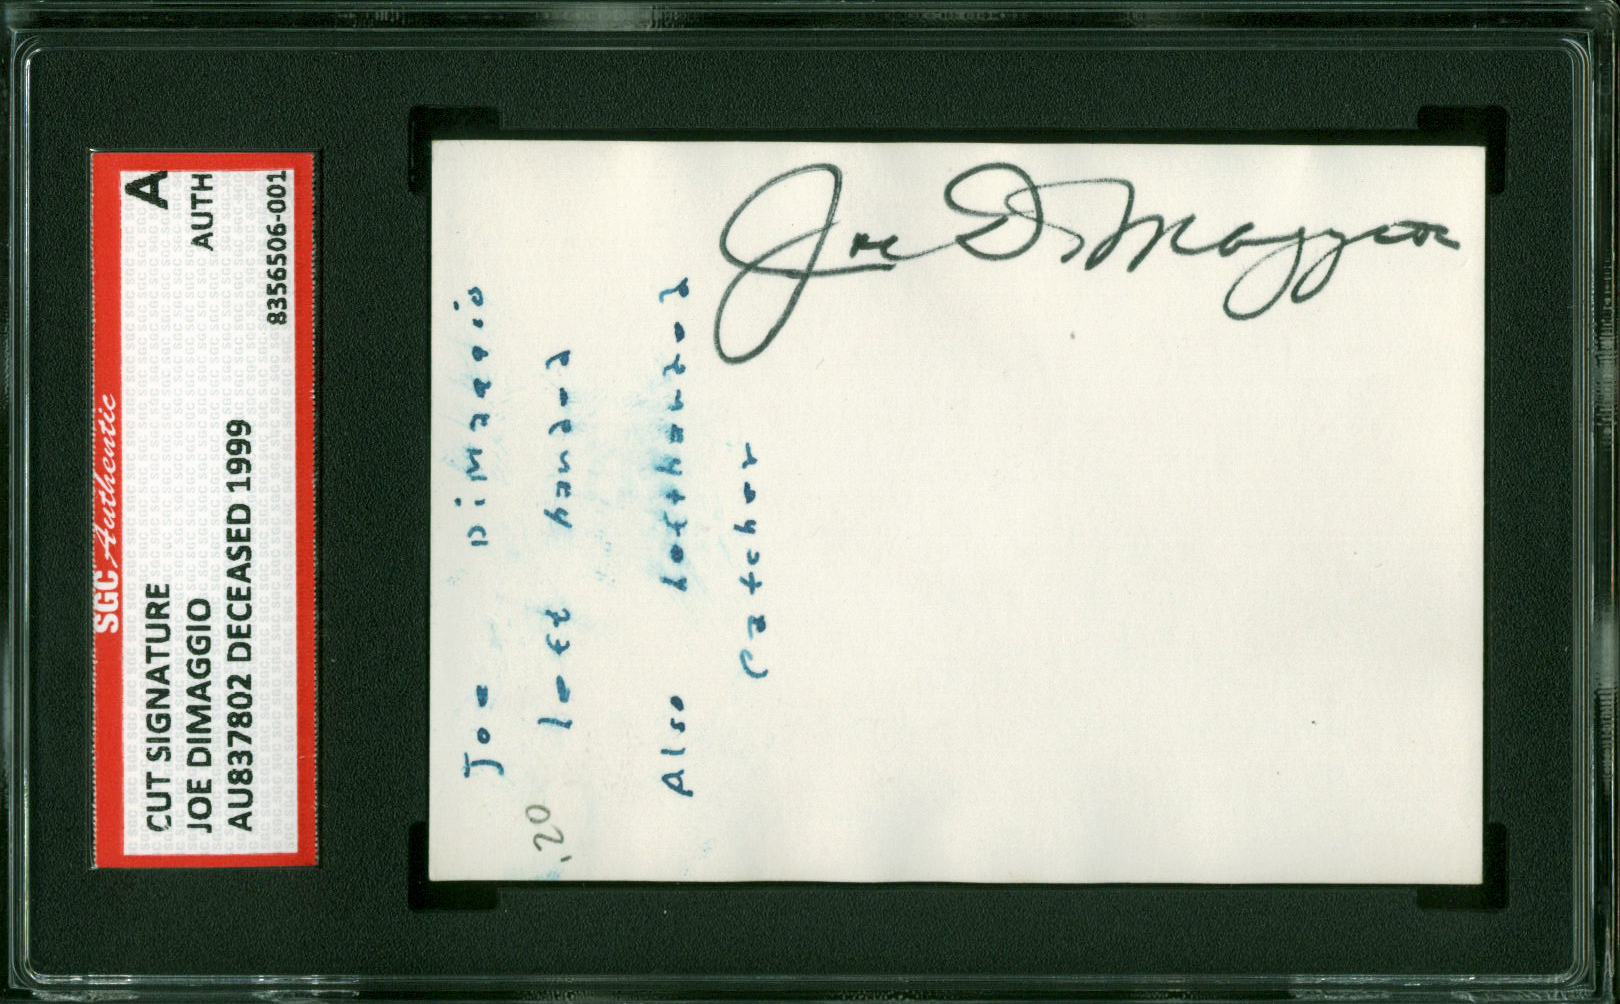 SGC Authentic
CUT SIGNATURE
JOE DIMAGGIO
AU837802 DECEASED 1999
A
AUTH
8356506-001
Joe DiMaggio
Joe DiMaggio
left handed
Also Lefthanded
Catcher
.20